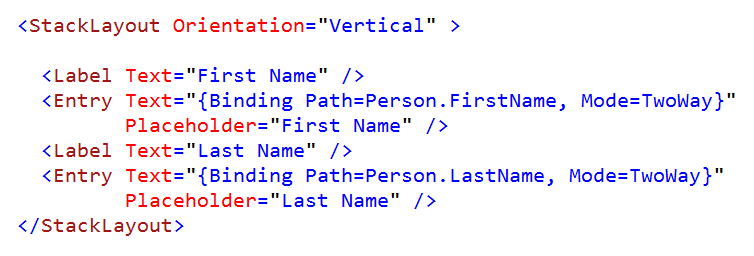 <StackLayout Orientation="Vertical" >
<Label Text="First Name" />
<Entry Text="{Binding Path=Person.FirstName, Mode=TwoWay}"
Placeholder="First Name" />
<Label Text="Last Name" />
<Entry Text="{Binding Path=Person.LastName, Mode=TwoWay}"
Placeholder="Last Name" />
</StackLayout>